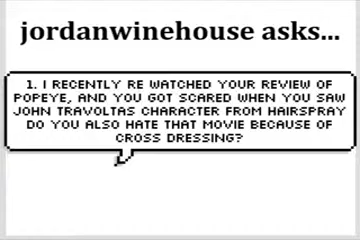 jordanwinehouse asks...
1. I RECENTLY RE WATCHED YOUR REVIEW OF
POPEYE, AND YOU GOT SCARED WHEN YOU SAW
JOHN TRAVOLTAS CHARACTER FROM HAIRSPRAY
DO YOU ALSO HATE THAT MOVIE BECAUSE OF
CROSS DRESSING?